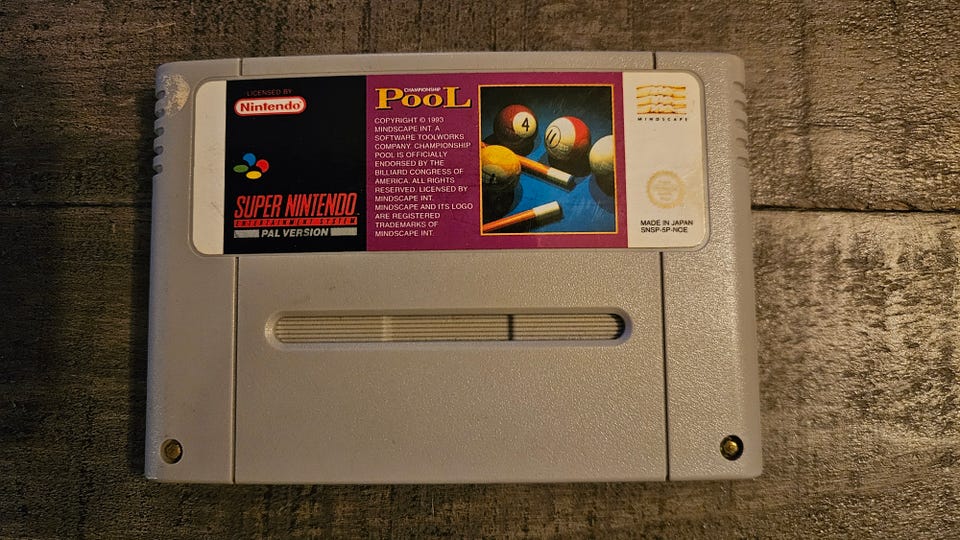 LICENSED BY
Nintendo
SUPER NINTENDO
ENTERTAINMENT SYSTEM
PAL VERSION
CHAMPIONSHIP
POOL
COPYRIGHT © 1993
MINDSCAPE INT. A
SOFTWARE TOOLWORKS
COMPANY. CHAMPIONSHIP
POOL IS OFFICIALLY
ENDORSED BY THE
BILLIARD CONGRESS OF
AMERICA. ALL RIGHTS
RESERVED. LICENSED BY
MINDSCAPE INT.
MINDSCAPE AND ITS LOGO
ARE REGISTERED
TRADEMARKS OF
MINDSCAPE INT.
4
11
MINDSCAPE
MADE IN JAPAN
SNSP-5P-NOE